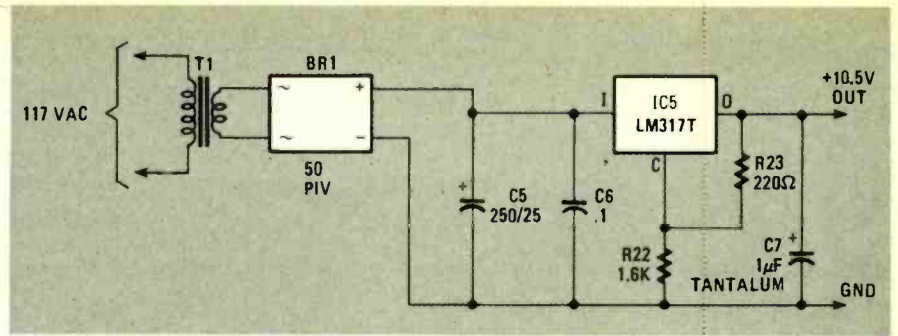 117 VAC
T1
BR1
~
+
~
−
50
PIV
C5
250/25
+
C6
.1
I
IC5
LM317T
O
C
R23
220Ω
R22
1.6K
C7
1µF
+
TANTALUM
+10.5V
OUT
GND